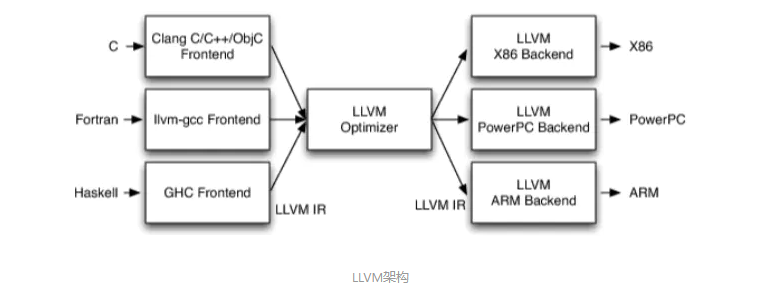 C
Clang C/C++/ObjC
Frontend
LLVM
X86 Backend
X86
Fortran
llvm-gcc Frontend
LLVM
Optimizer
LLVM
PowerPC Backend
PowerPC
Haskell
GHC Frontend
LLVM IR
LLVM IR
LLVM
ARM Backend
ARM
LLVM架构